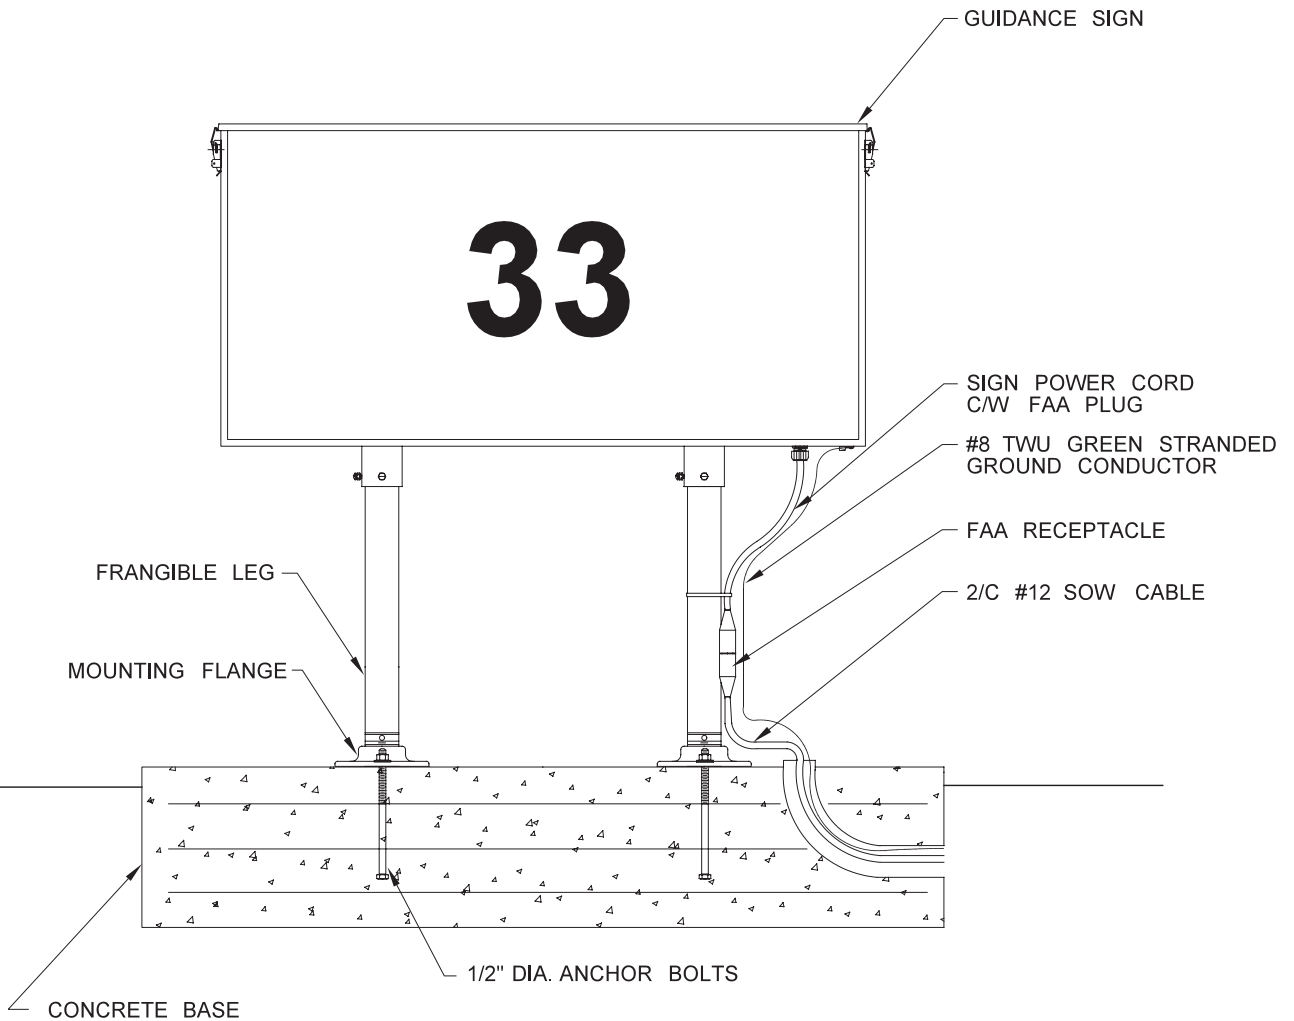 GUIDANCE SIGN
33
SIGN POWER CORD
C/W FAA PLUG
#8 TWU GREEN STRANDED
GROUND CONDUCTOR
FAA RECEPTACLE
FRANGIBLE LEG
2/C #12 SOW CABLE
MOUNTING FLANGE
1/2" DIA. ANCHOR BOLTS
CONCRETE BASE